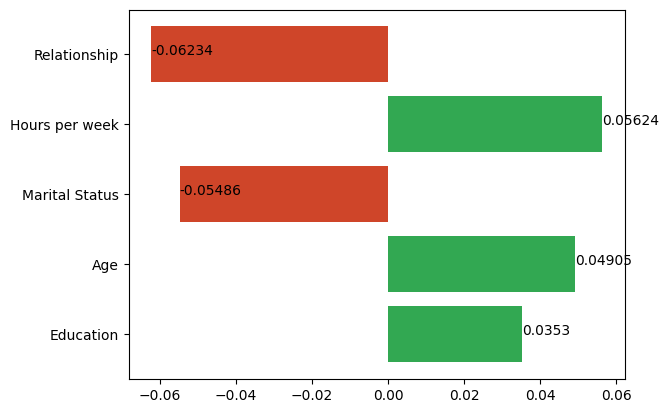 Relationship -0.06234
Hours per week 0.05624
Marital Status -0.05486
Age 0.04905
Education 0.0353
−0.06 −0.04 −0.02 0.00 0.02 0.04 0.06